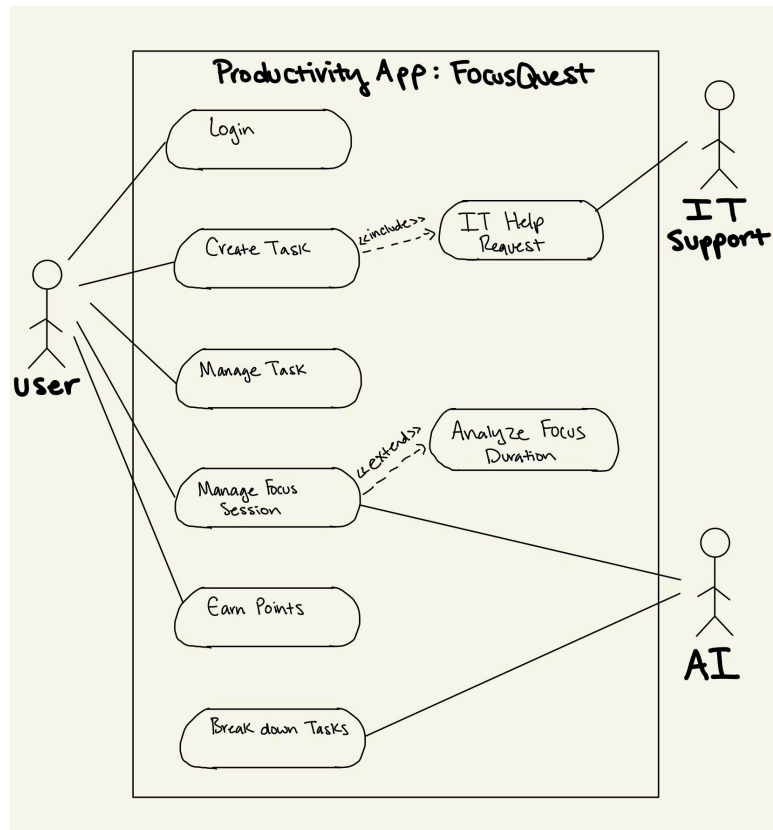 Productivity App: FocusQuest
Login
Create Task
<<include>>
IT Help
Request
IT
Support
User
Manage Task
Manage Focus
Session
<<extend>>
Analyze Focus
Duration
Earn Points
AI
Break down Tasks